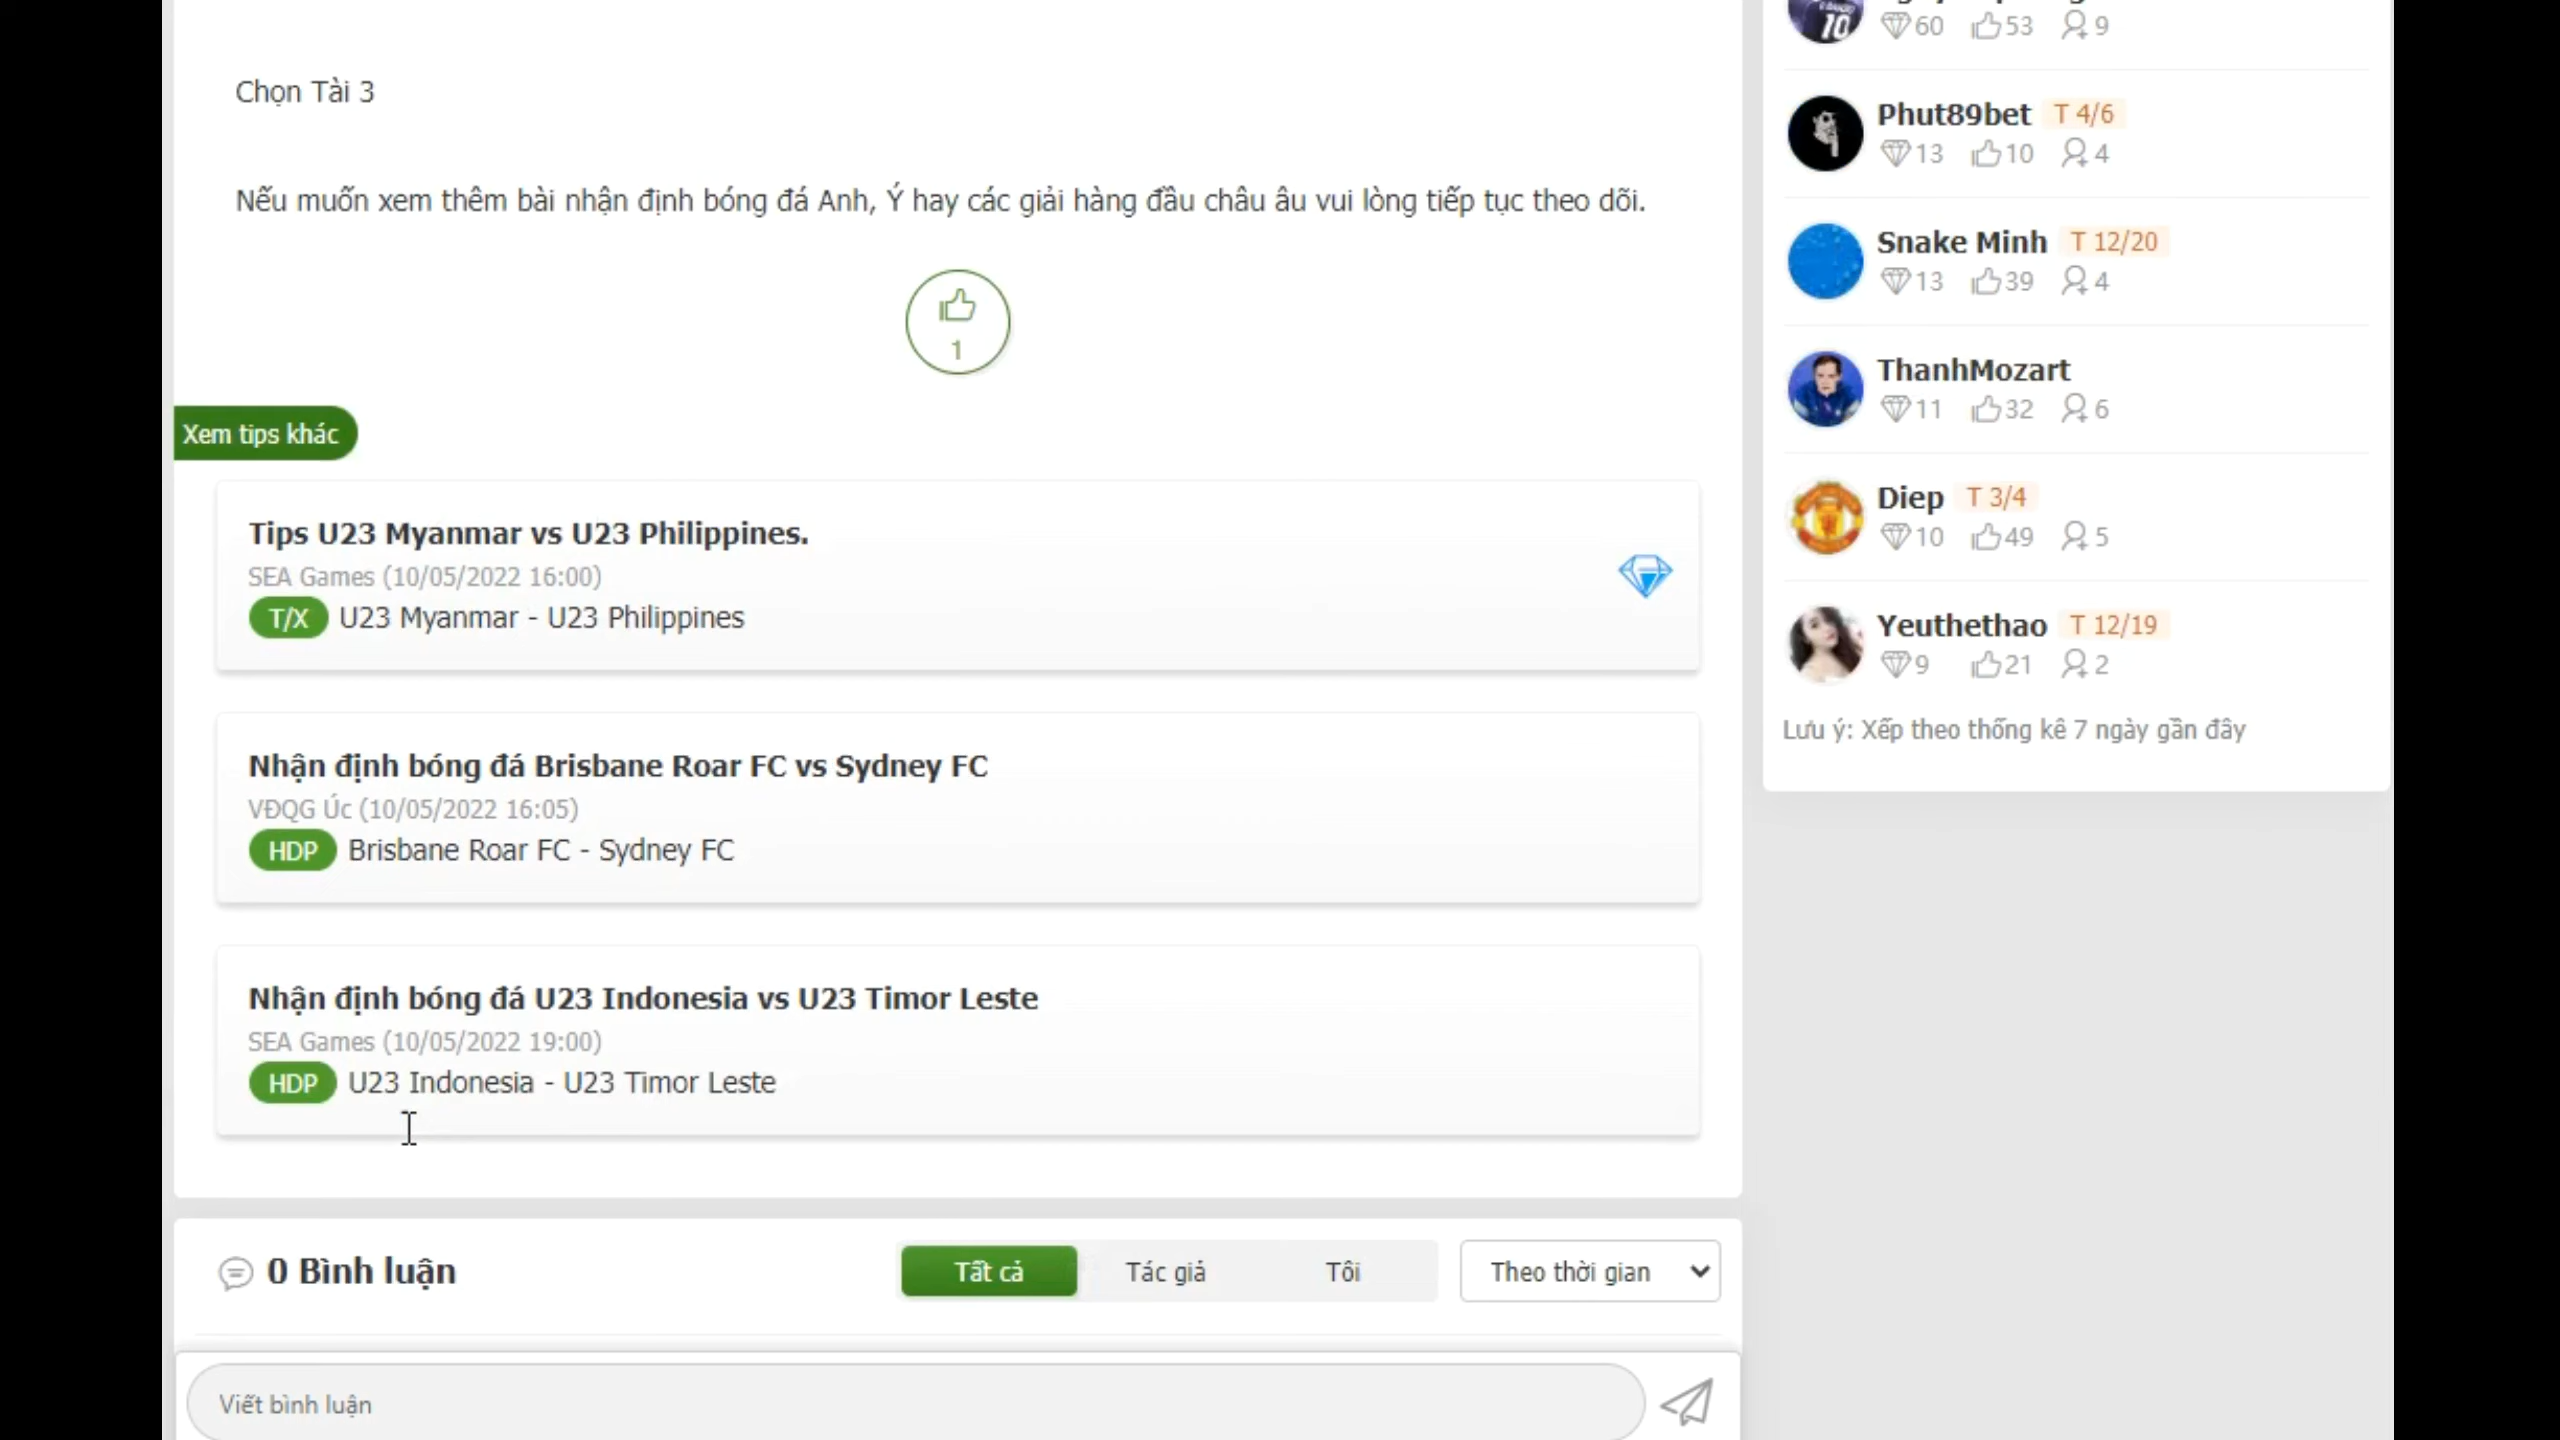 Chọn Tài 3
Nếu muốn xem thêm bài nhận định bóng đá Anh, Ý hay các giải hàng đầu châu âu vui lòng tiếp tục theo dõi.
1
Xem tips khác
Tips U23 Myanmar vs U23 Philippines.
SEA Games (10/05/2022 16:00)
T/X U23 Myanmar - U23 Philippines
Nhận định bóng đá Brisbane Roar FC vs Sydney FC
VĐQG Úc (10/05/2022 16:05)
HDP Brisbane Roar FC - Sydney FC
Nhận định bóng đá U23 Indonesia vs U23 Timor Leste
SEA Games (10/05/2022 19:00)
HDP U23 Indonesia - U23 Timor Leste
0 Bình luận
Tất cả Tác giả Tôi Theo thời gian
Viết bình luận
10
60 53 9
Phut89bet T 4/6
13 10 4
Snake Minh T 12/20
13 39 4
ThanhMozart
11 32 6
Diep T 3/4
10 49 5
Yeuthethao T 12/19
9 21 2
Lưu ý: Xếp theo thống kê 7 ngày gần đây